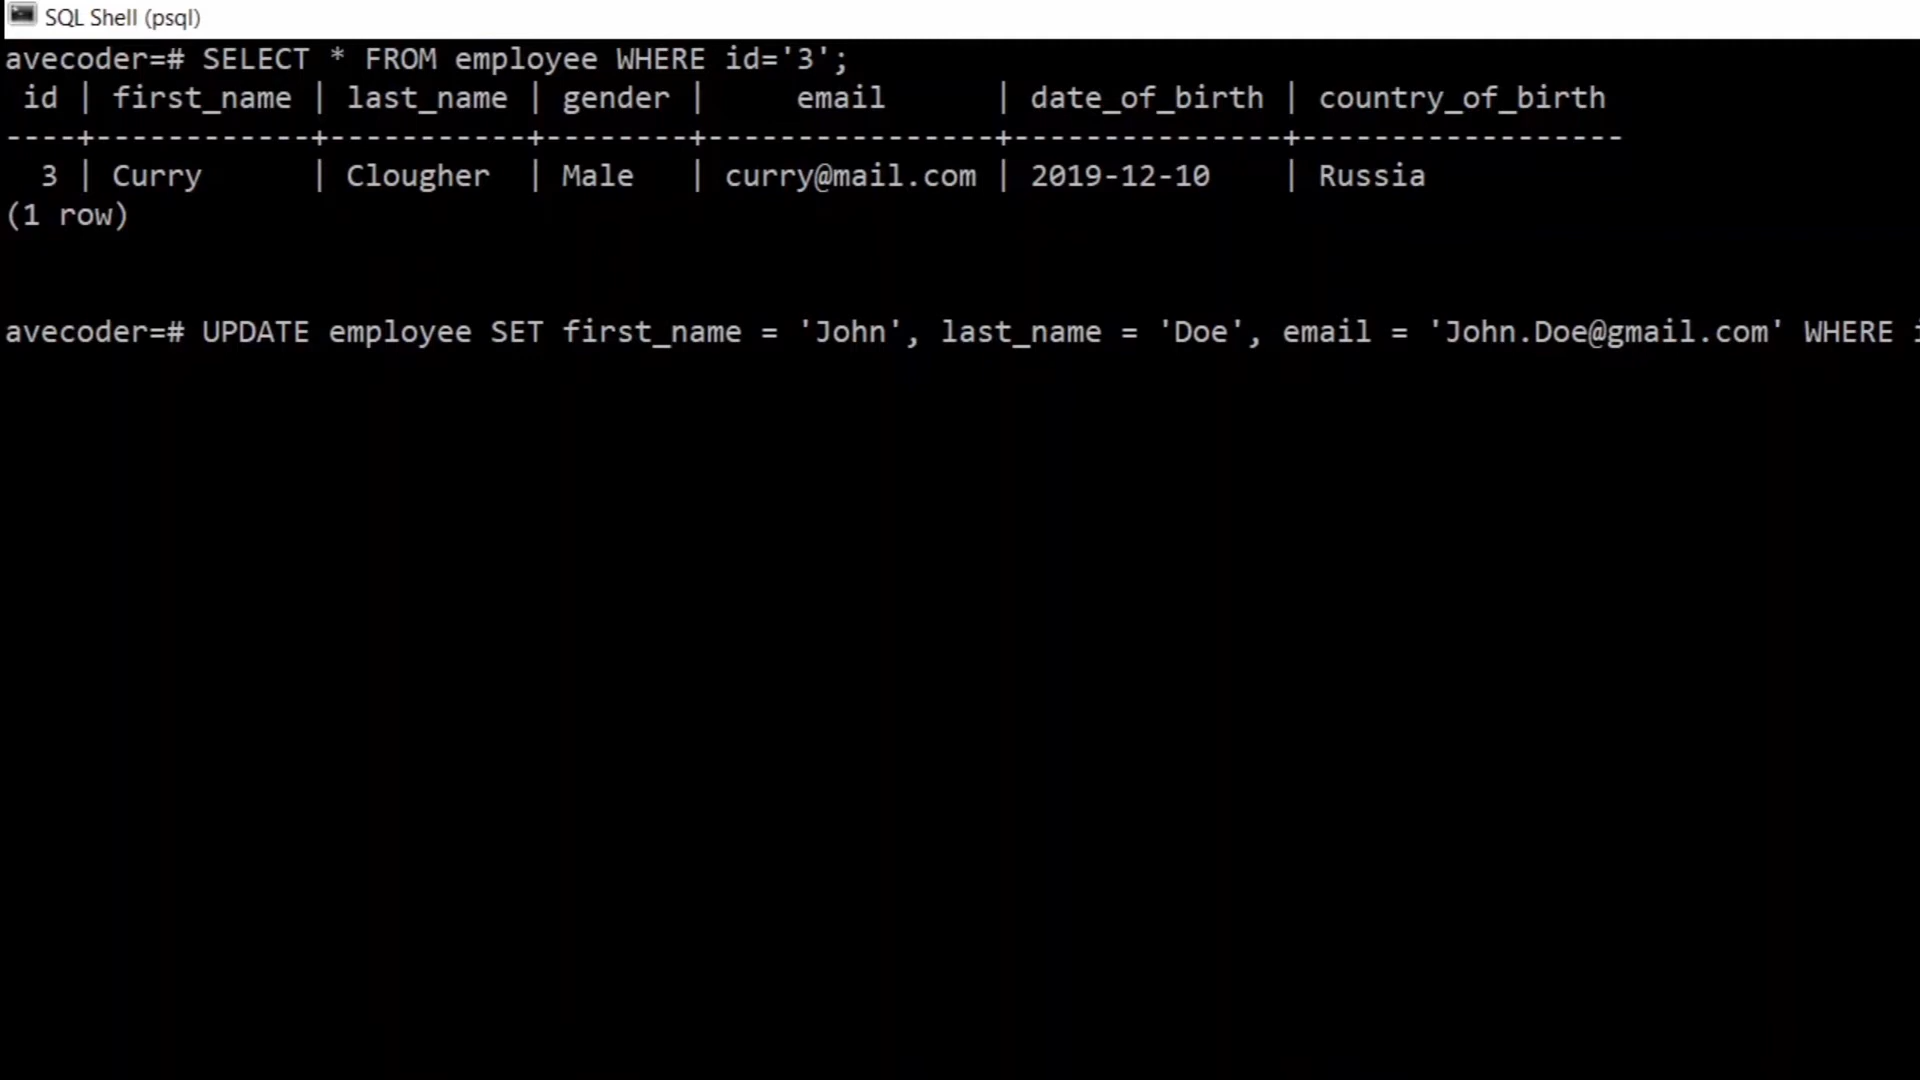 SQL Shell (psql)
avecoder=# SELECT * FROM employee WHERE id='3';
 id | first_name | last_name | gender |     email      | date_of_birth | country_of_birth
----+------------+-----------+--------+----------------+---------------+------------------
  3 | Curry      | Clougher  | Male   | curry@mail.com | 2019-12-10    | Russia
(1 row)
avecoder=# UPDATE employee SET first_name = 'John', last_name = 'Doe', email = 'John.Doe@gmail.com' WHERE